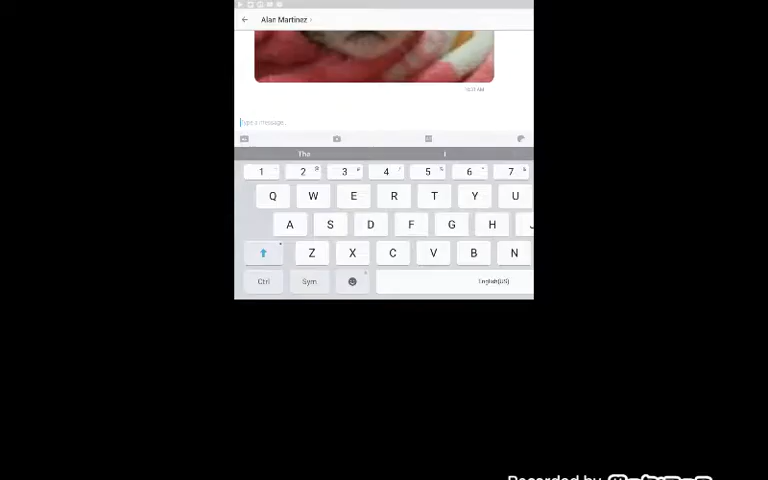 Alan Martinez
Type a message...
The I
1 2 3 4 5 6 7
Q W E R T Y U
A S D F G H J
Z X C V B N
Ctrl Sym English(US)
Recorded by